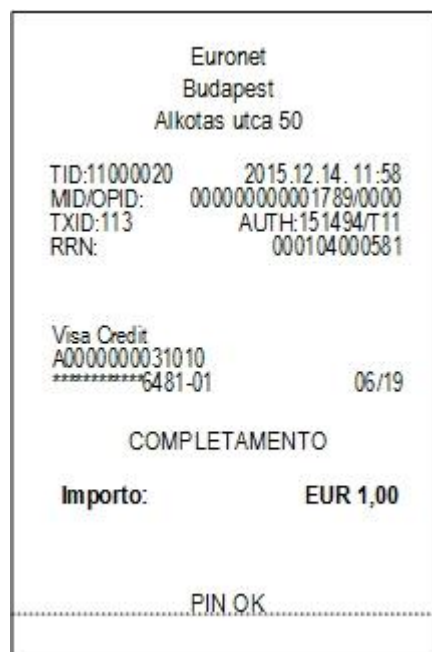 Euronet
Budapest
Alkotas utca 50
TID:11000020 2015.12.14. 11:58
MID/OPID: 000000000001789/0000
TXID:113 AUTH:151494/T11
RRN: 000104000581
Visa Credit
A0000000031010
************6481-01 06/19
COMPLETAMENTO
Importo: EUR 1,00
PIN OK